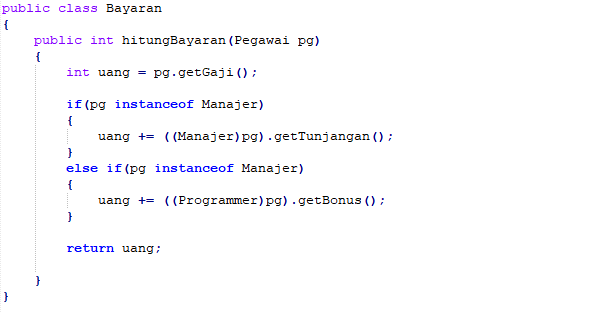 public class Bayaran
{
public int hitungBayaran(Pegawai pg)
{
int uang = pg.getGaji();
if(pg instanceof Manajer)
{
uang += ((Manajer)pg).getTunjangan();
}
else if(pg instanceof Manajer)
{
uang += ((Programmer)pg).getBonus();
}
return uang;
}
}